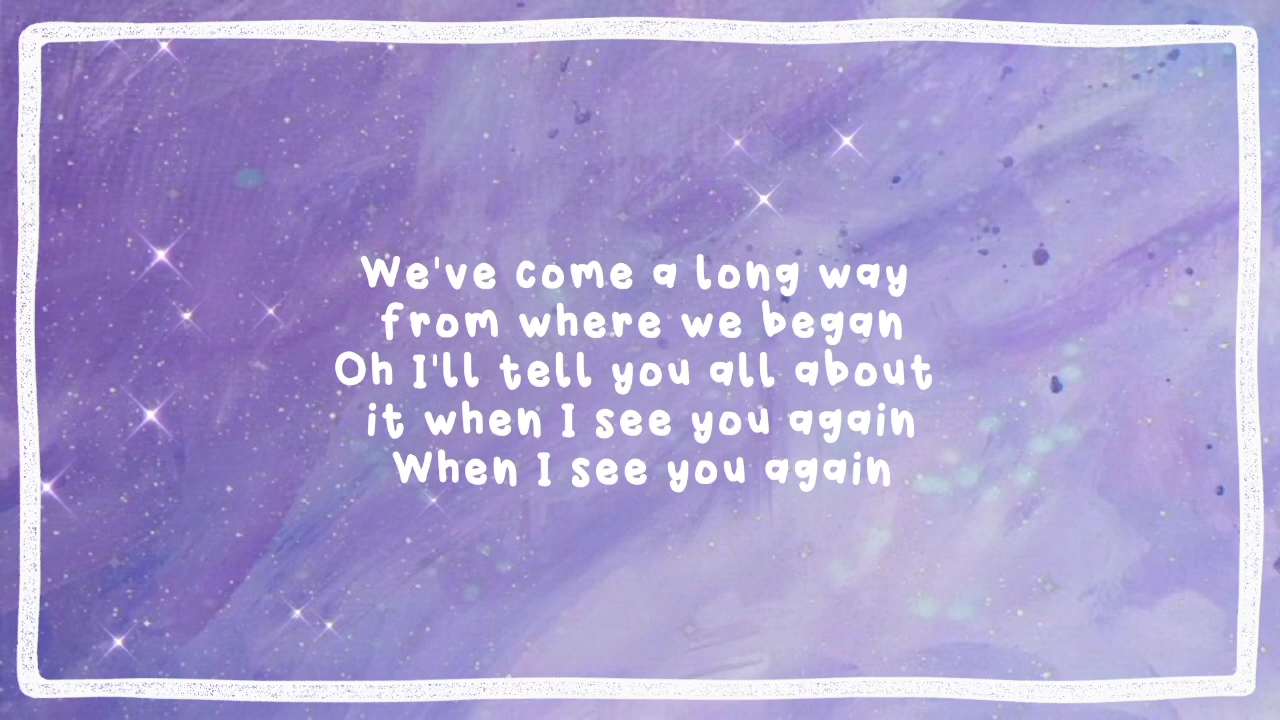 We've come a long way
from where we began
Oh I'll tell you all about
it when I see you again
When I see you again